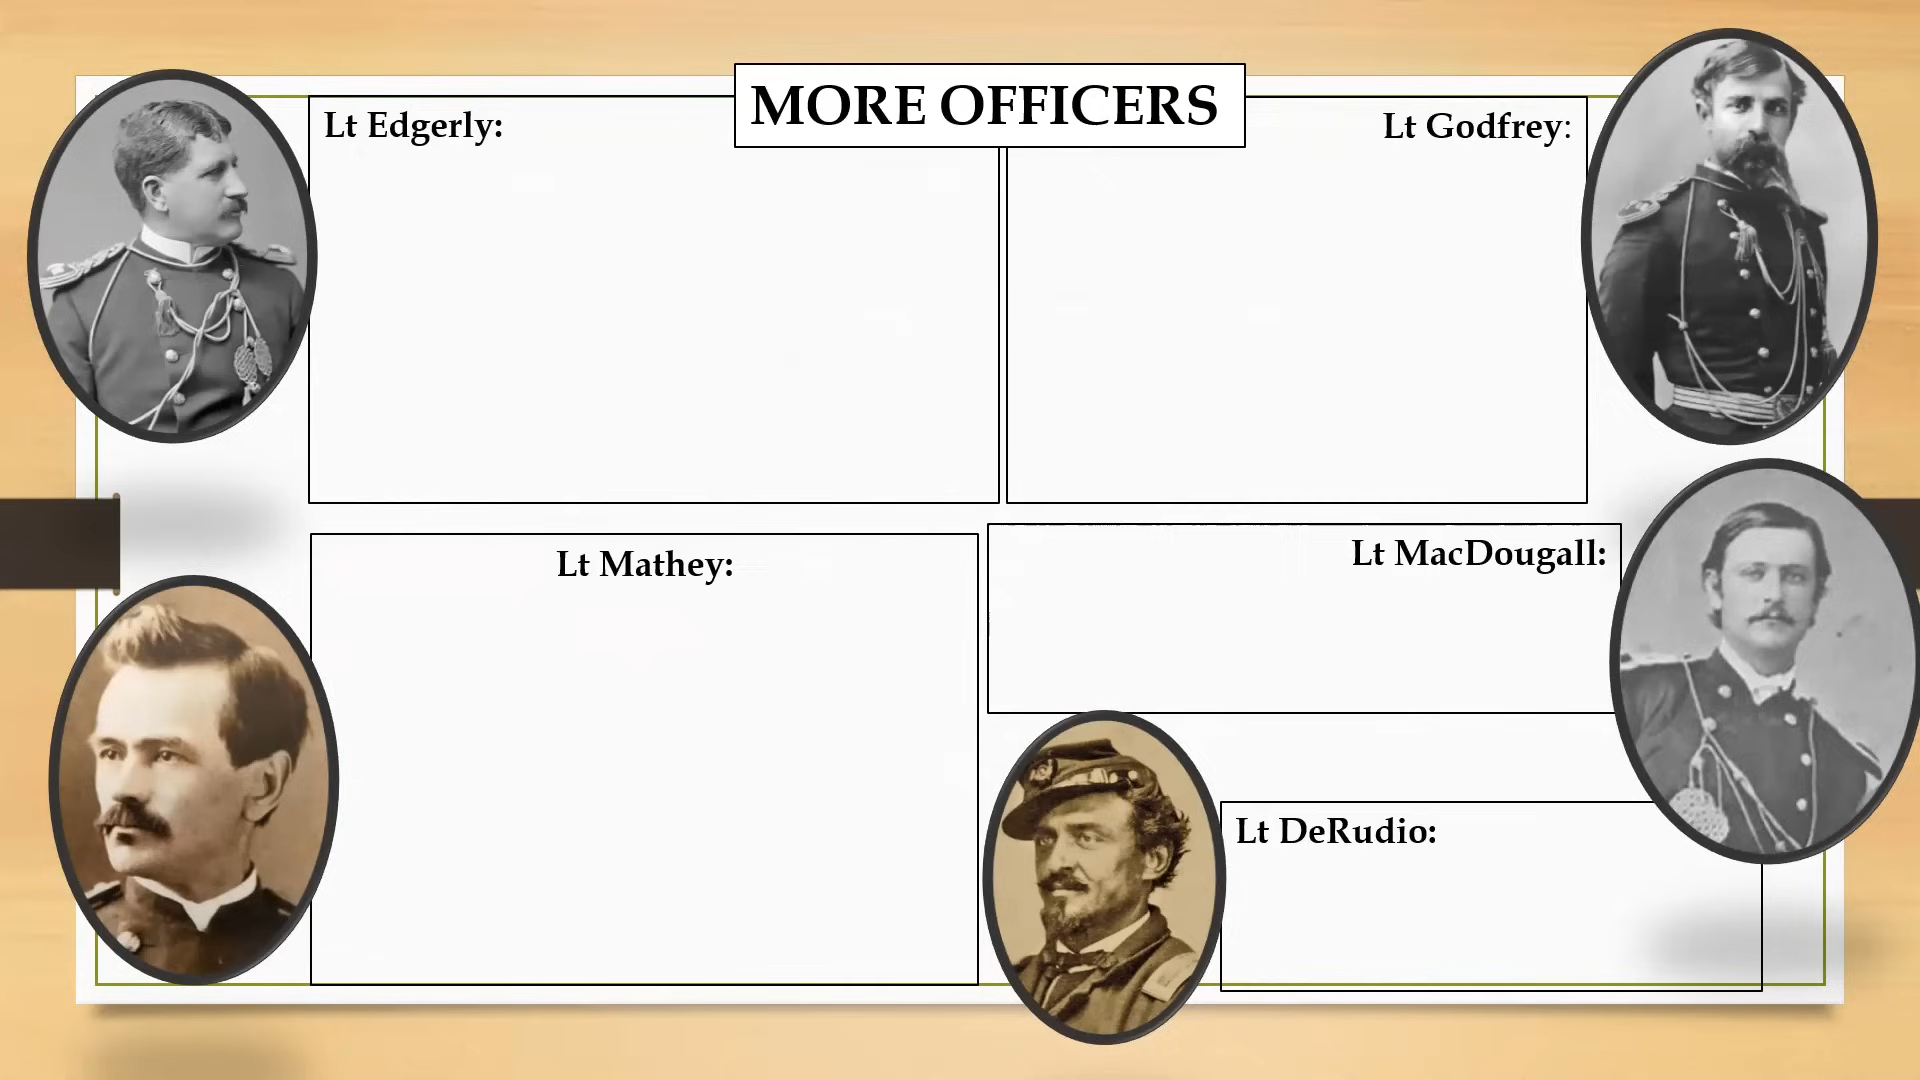 MORE OFFICERS
Lt Edgerly:
Lt Godfrey:
Lt Mathey:
Lt MacDougall:
Lt DeRudio: